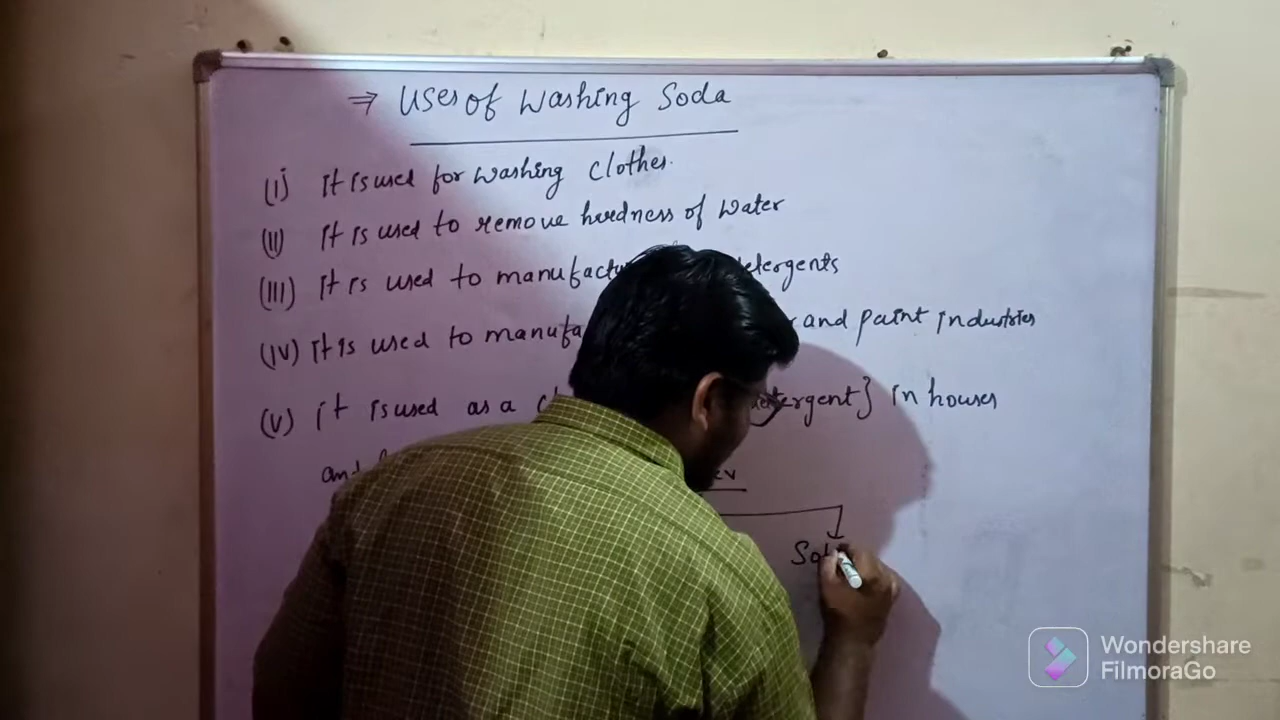 ⇒ Uses of Washing Soda
(I) It is used for washing clothes.
(II) It is used to remove hardness of water
(III) It is used to manufactu detergents
(IV) It is used to manufa and paint industries
(V) it is used as a detergent} in houses
and
Wondershare
FilmoraGo